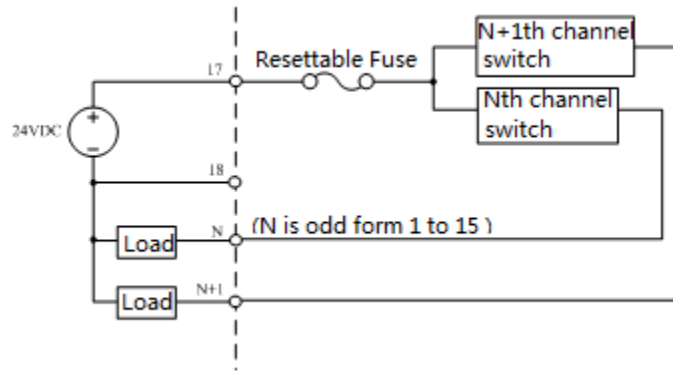 N+1th channel
switch
17
Resettable Fuse
Nth channel
switch
24VDC
+
−
18
Load
N
(N is odd form 1 to 15 )
Load
N+1